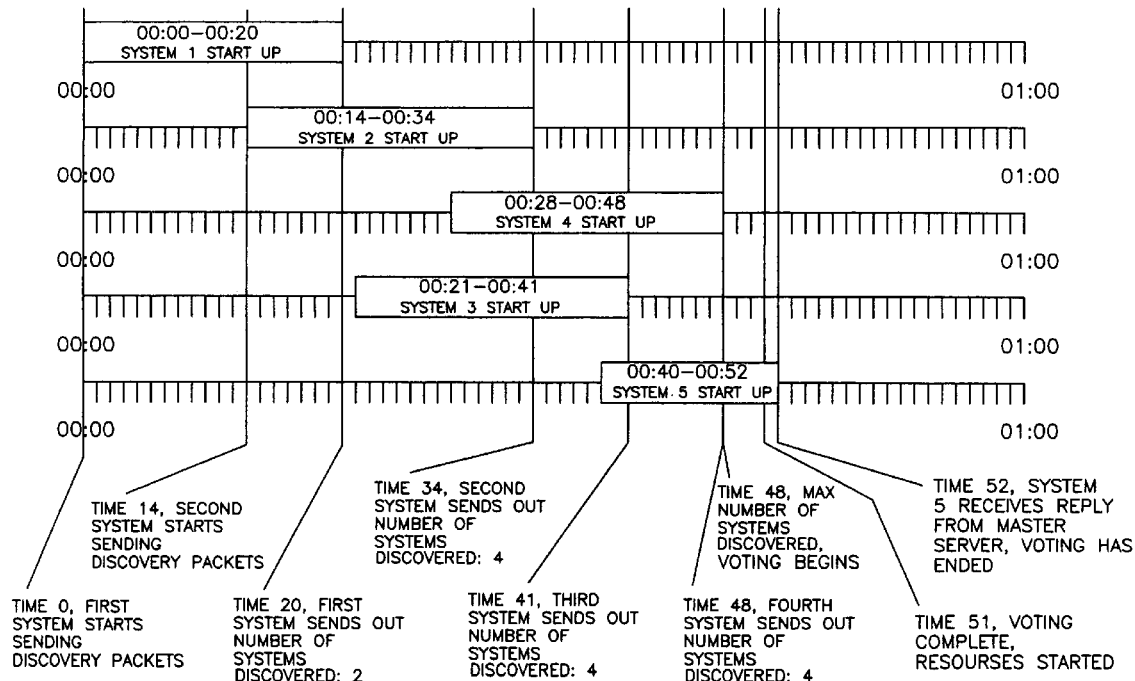 00:00–00:20
SYSTEM 1 START UP
00:00
01:00
00:14–00:34
SYSTEM 2 START UP
00:00
01:00
00:28–00:48
SYSTEM 4 START UP
00:00
01:00
00:21–00:41
SYSTEM 3 START UP
00:00
01:00
00:40–00:52
SYSTEM 5 START UP
00:00
01:00
TIME 14, SECOND
SYSTEM STARTS
SENDING
DISCOVERY PACKETS
TIME 34, SECOND
SYSTEM SENDS OUT
NUMBER OF
SYSTEMS
DISCOVERED: 4
TIME 48, MAX
NUMBER OF
SYSTEMS
DISCOVERED,
VOTING BEGINS
TIME 52, SYSTEM
5 RECEIVES REPLY
FROM MASTER
SERVER, VOTING HAS
ENDED
TIME 0, FIRST
SYSTEM STARTS
SENDING
DISCOVERY PACKETS
TIME 20, FIRST
SYSTEM SENDS OUT
NUMBER OF
SYSTEMS
DISCOVERED: 2
TIME 41, THIRD
SYSTEM SENDS OUT
NUMBER OF
SYSTEMS
DISCOVERED: 4
TIME 48, FOURTH
SYSTEM SENDS OUT
NUMBER OF
SYSTEMS
DISCOVERED: 4
TIME 51, VOTING
COMPLETE,
RESOURSES STARTED